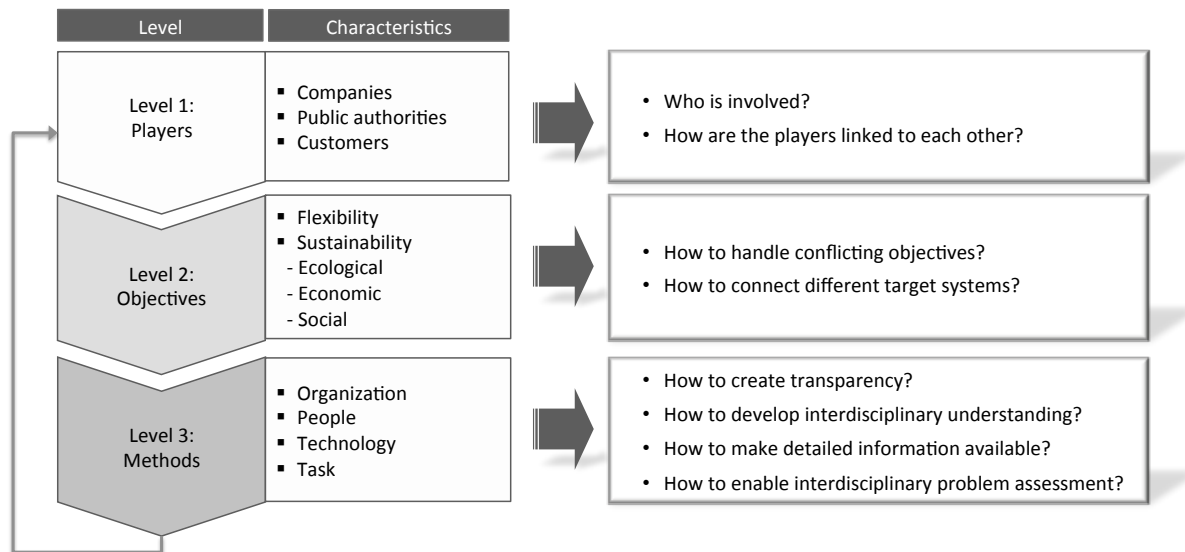 Level
Characteristics
Level 1:
Players
▪ Companies
▪ Public authorities
▪ Customers
• Who is involved?
• How are the players linked to each other?
Level 2:
Objectives
▪ Flexibility
▪ Sustainability
- Ecological
- Economic
- Social
• How to handle conflicting objectives?
• How to connect different target systems?
Level 3:
Methods
▪ Organization
▪ People
▪ Technology
▪ Task
• How to create transparency?
• How to develop interdisciplinary understanding?
• How to make detailed information available?
• How to enable interdisciplinary problem assessment?